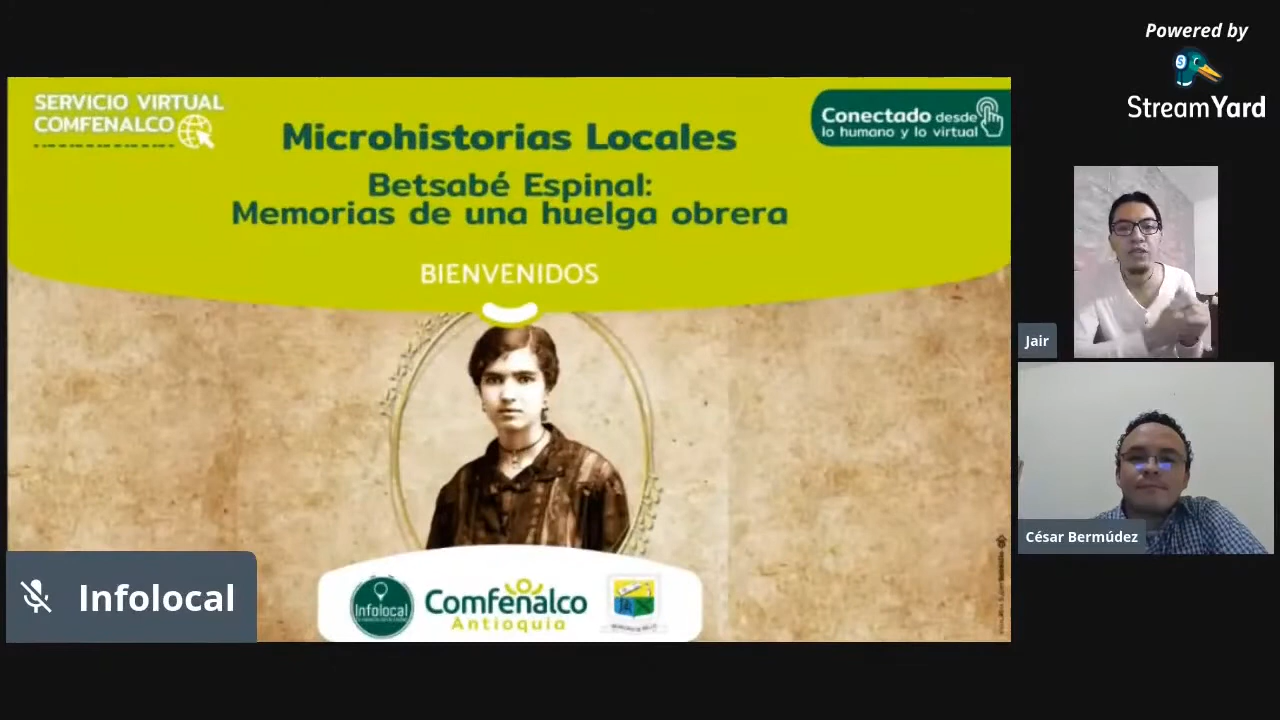 Powered by
StreamYard
SERVICIO VIRTUAL
COMFENALCO
Conectado desde
lo humano y lo virtual
Microhistorias Locales
Betsabé Espinal:
Memorias de una huelga obrera
BIENVENIDOS
Infolocal
Comfenalco
Antioquia
Infolocal
Jair
César Bermúdez